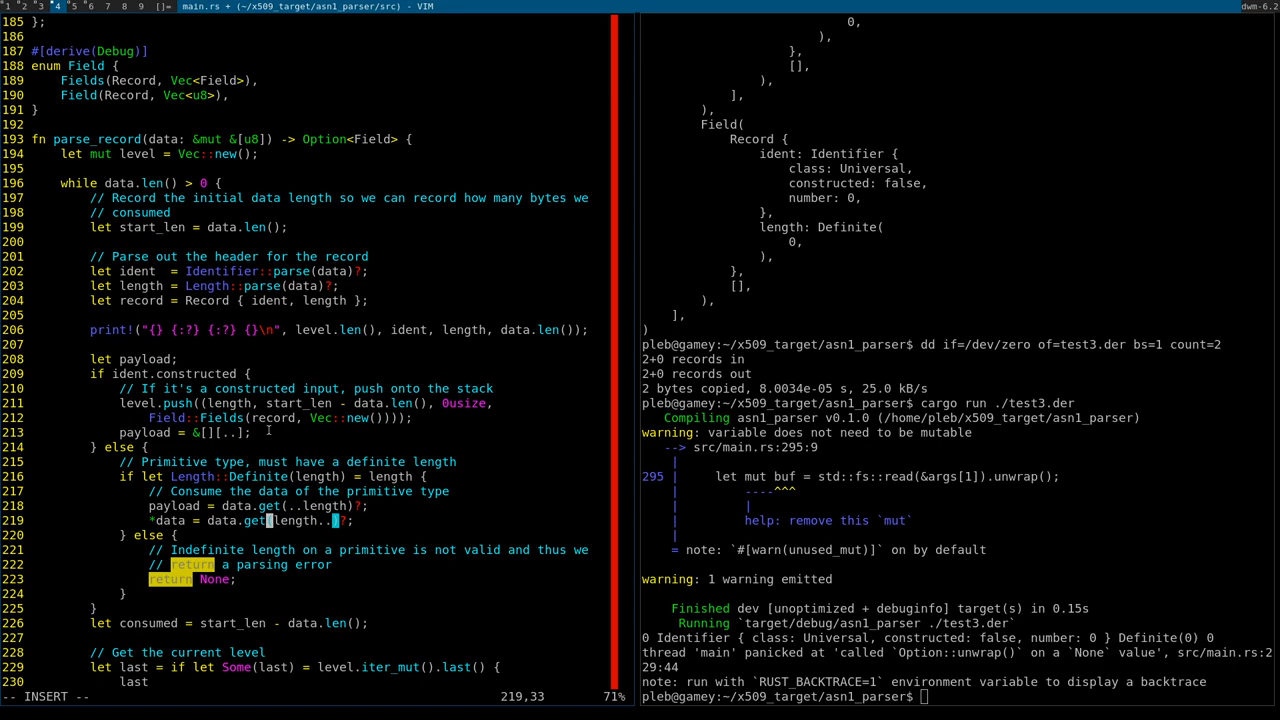 1 2 3 4 5 6 7 8 9 []= main.rs + (~/x509_target/asn1_parser/src) - VIM dwm-6.2
185 };
186
187 #[derive(Debug)]
188 enum Field {
189     Fields(Record, Vec<Field>),
190     Field(Record, Vec<u8>),
191 }
192
193 fn parse_record(data: &mut &[u8]) -> Option<Field> {
194     let mut level = Vec::new();
195
196     while data.len() > 0 {
197         // Record the initial data length so we can record how many bytes we
198         // consumed
199         let start_len = data.len();
200
201         // Parse out the header for the record
202         let ident  = Identifier::parse(data)?;
203         let length = Length::parse(data)?;
204         let record = Record { ident, length };
205
206         print!("{} {:?} {:?} {}\n", level.len(), ident, length, data.len());
207
208         let payload;
209         if ident.constructed {
210             // If it's a constructed input, push onto the stack
211             level.push((length, start_len - data.len(), 0usize,
212                 Field::Fields(record, Vec::new())));
213             payload = &[][..];
214         } else {
215             // Primitive type, must have a definite length
216             if let Length::Definite(length) = length {
217                 // Consume the data of the primitive type
218                 payload = data.get(..length)?;
219                 *data = data.get(length..)?;
220             } else {
221                 // Indefinite length on a primitive is not valid and thus we
222                 // return a parsing error
223                 return None;
224             }
225         }
226         let consumed = start_len - data.len();
227
228         // Get the current level
229         let last = if let Some(last) = level.iter_mut().last() {
230             last
-- INSERT -- 219,33 71%
0,
),
},
[],
),
],
),
Field(
Record {
ident: Identifier {
class: Universal,
constructed: false,
number: 0,
},
length: Definite(
0,
),
},
[],
),
],
)
pleb@gamey:~/x509_target/asn1_parser$ dd if=/dev/zero of=test3.der bs=1 count=2
2+0 records in
2+0 records out
2 bytes copied, 8.0034e-05 s, 25.0 kB/s
pleb@gamey:~/x509_target/asn1_parser$ cargo run ./test3.der
Compiling asn1_parser v0.1.0 (/home/pleb/x509_target/asn1_parser)
warning: variable does not need to be mutable
--> src/main.rs:295:9
|
295 |     let mut buf = std::fs::read(&args[1]).unwrap();
|         ----^^^
|         |
|         help: remove this `mut`
|
= note: `#[warn(unused_mut)]` on by default
warning: 1 warning emitted
Finished dev [unoptimized + debuginfo] target(s) in 0.15s
Running `target/debug/asn1_parser ./test3.der`
0 Identifier { class: Universal, constructed: false, number: 0 } Definite(0) 0
thread 'main' panicked at 'called `Option::unwrap()` on a `None` value', src/main.rs:2
29:44
note: run with `RUST_BACKTRACE=1` environment variable to display a backtrace
pleb@gamey:~/x509_target/asn1_parser$